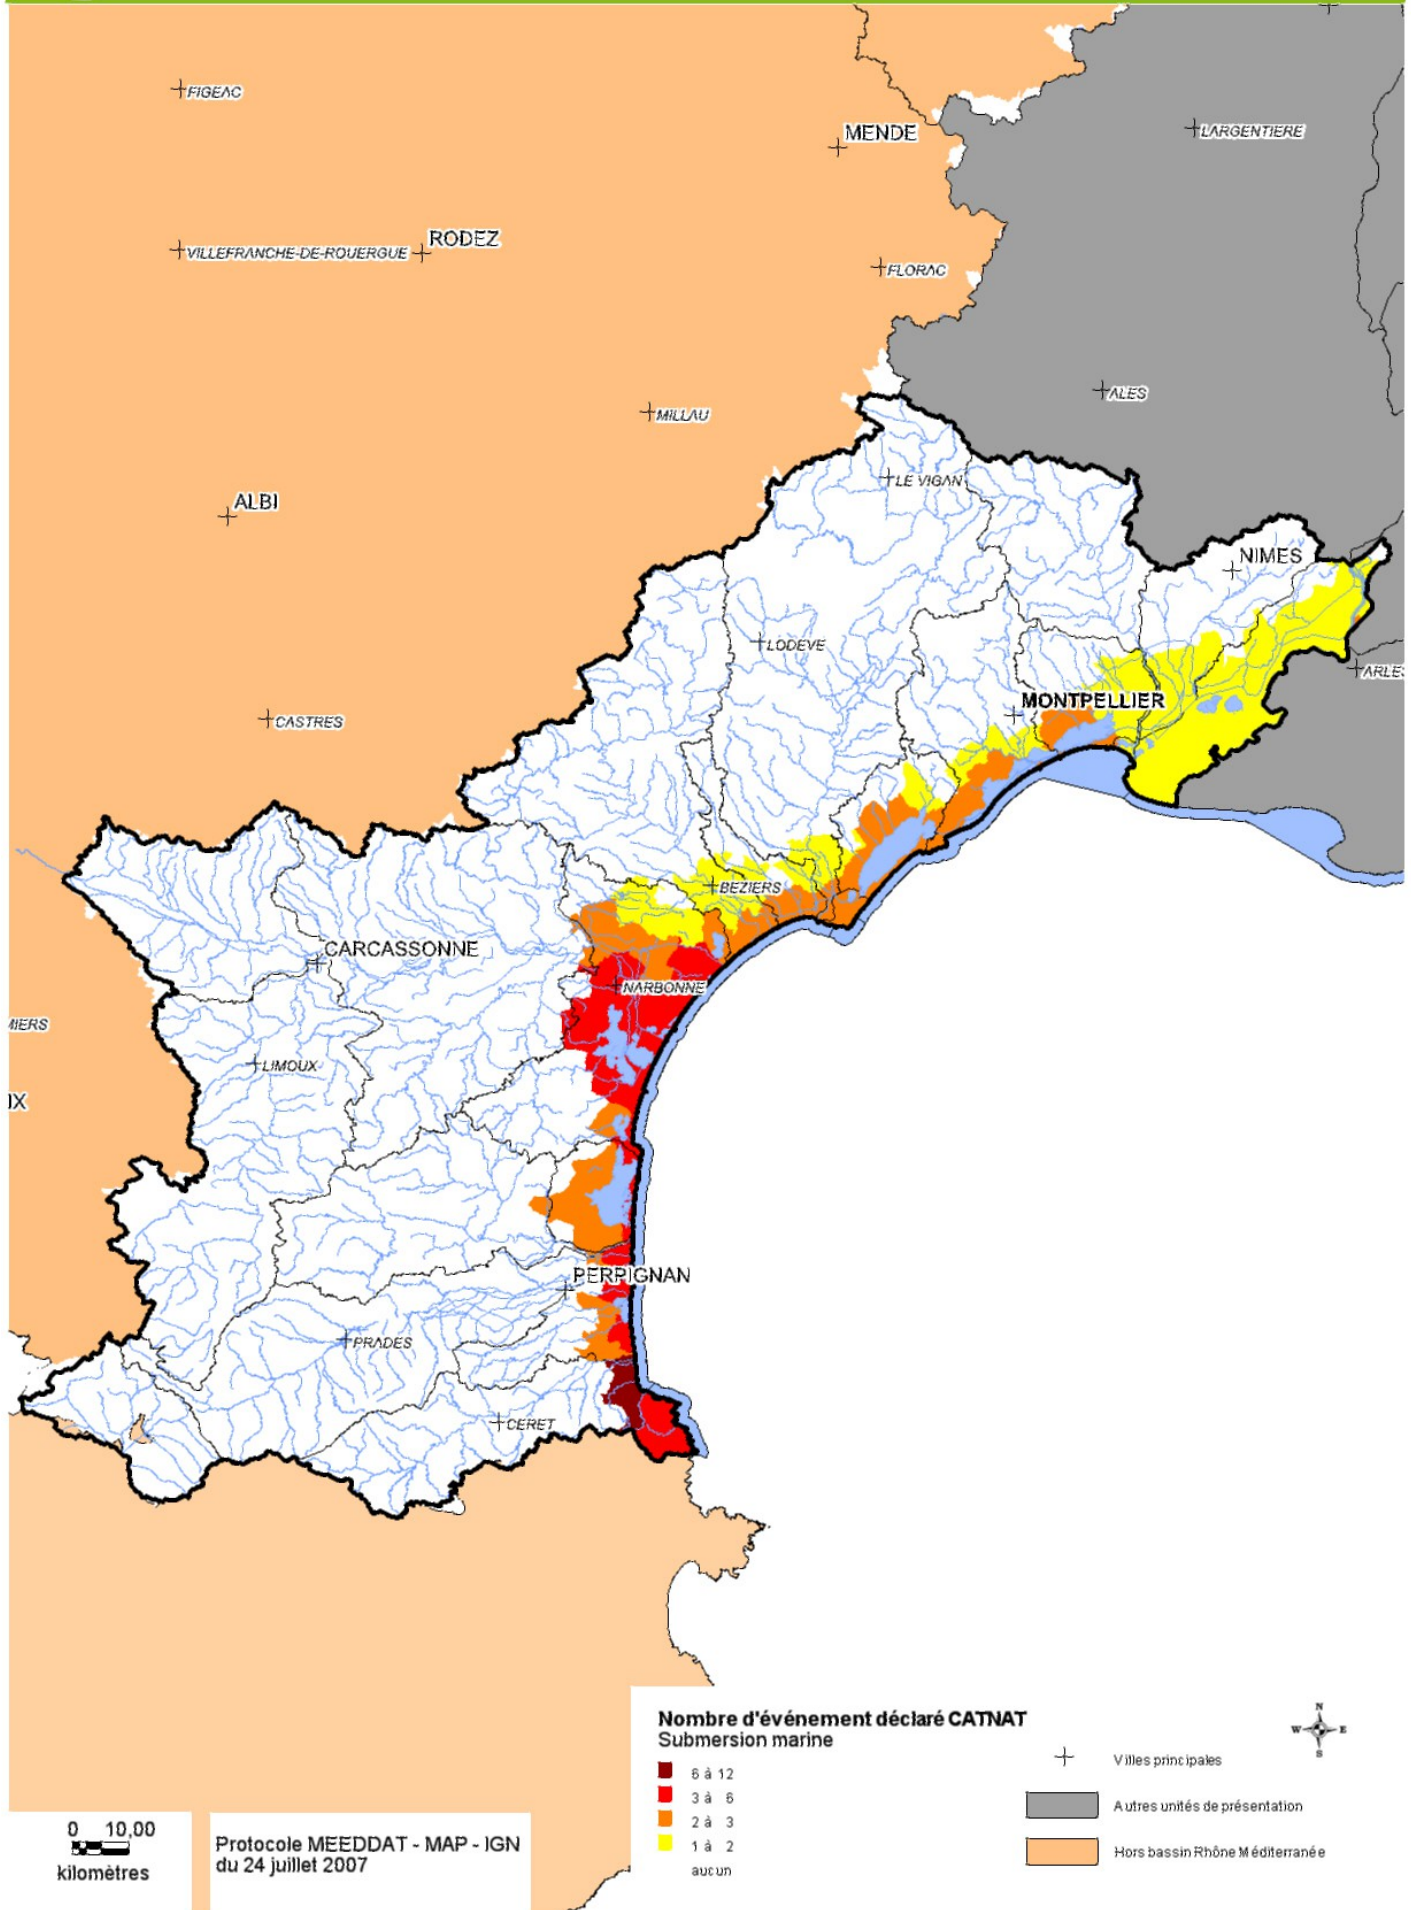 FIGEAC
MENDE
LARGENTIERE
VILLEFRANCHE-DE-ROUERGUE
RODEZ
FLORAC
ALES
MILLAU
LE VIGAN
ALBI
NIMES
LODEVE
ARLES
MONTPELLIER
CASTRES
BEZIERS
CARCASSONNE
NARBONNE
MIERS
LIMOUX
IX
PERPIGNAN
PRADES
CERET
Nombre d'événement déclaré CATNAT
Submersion marine
6 à 12
3 à 6
2 à 3
1 à 2
aucun
N
W E
S
Villes principales
Autres unités de présentation
Hors bassin Rhône Méditerranée
0 10,00
kilomètres
Protocole MEEDDAT - MAP - IGN
du 24 juillet 2007